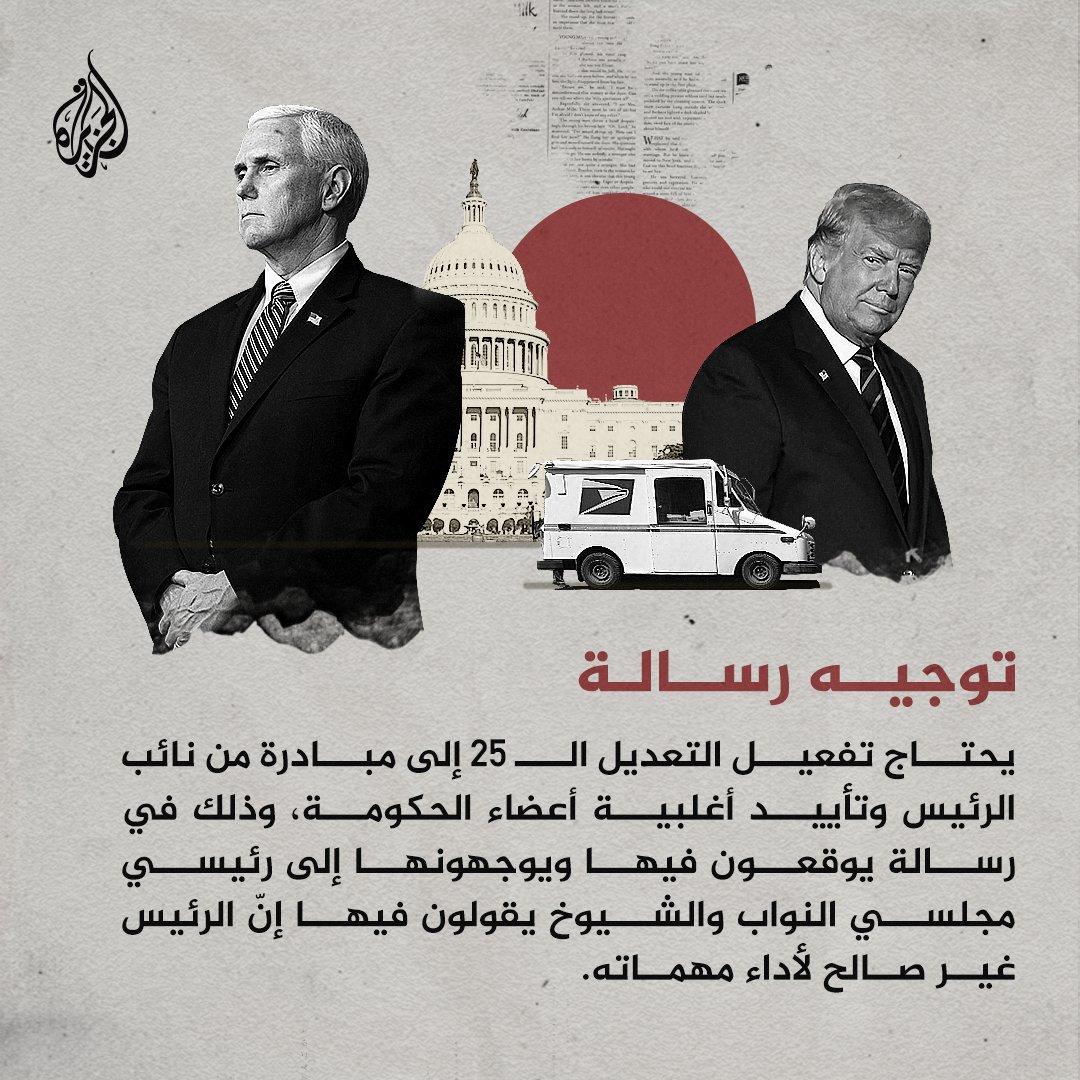 الجزيرة
توجيه رسالة
يحتاج تفعيل التعديل الـ 25 إلى مبادرة من نائب
الرئيس وتأييد أغلبية أعضاء الحكومة، وذلك في
رسالة يوقعون فيها ويوجهونها إلى رئيسي
مجلسي النواب والشيوخ يقولون فيها إنّ الرئيس
غير صالح لأداء مهماته.